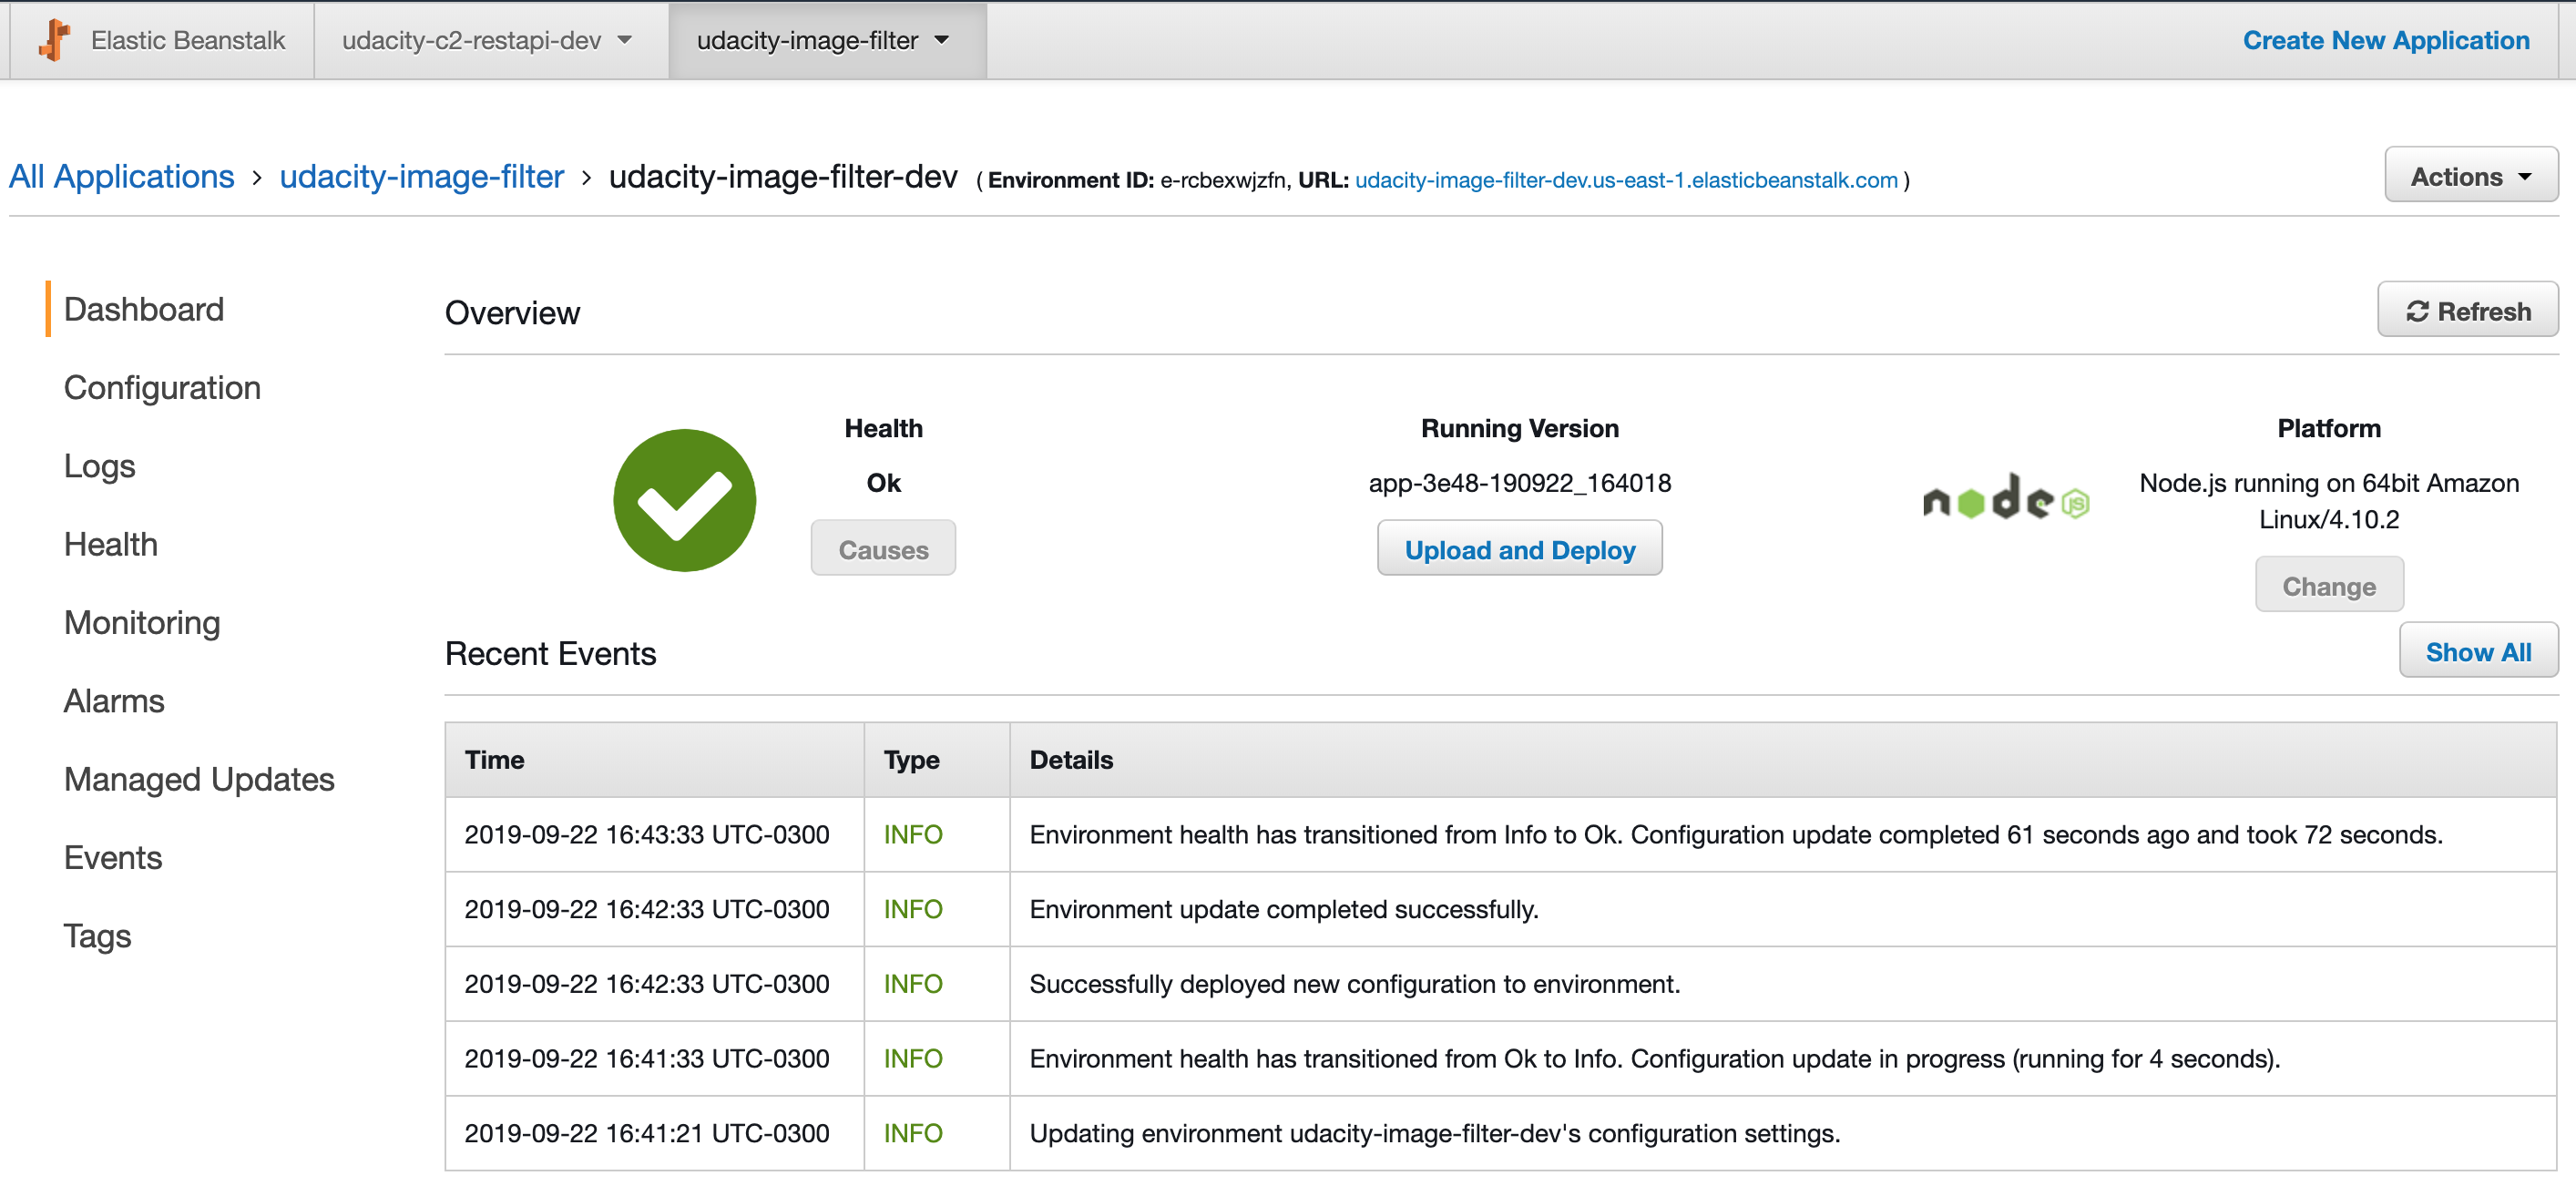 Elastic Beanstalk udacity-c2-restapi-dev udacity-image-filter Create New Application
All Applications › udacity-image-filter › udacity-image-filter-dev ( Environment ID: e-rcbexwjzfn, URL: udacity-image-filter-dev.us-east-1.elasticbeanstalk.com ) Actions
Dashboard
Configuration
Logs
Health
Monitoring
Alarms
Managed Updates
Events
Tags
Overview Refresh
Health
Ok
Causes
Running Version
app-3e48-190922_164018
Upload and Deploy
node JS
Platform
Node.js running on 64bit Amazon
Linux/4.10.2
Change
Recent Events Show All
Time Type Details
2019-09-22 16:43:33 UTC-0300 INFO Environment health has transitioned from Info to Ok. Configuration update completed 61 seconds ago and took 72 seconds.
2019-09-22 16:42:33 UTC-0300 INFO Environment update completed successfully.
2019-09-22 16:42:33 UTC-0300 INFO Successfully deployed new configuration to environment.
2019-09-22 16:41:33 UTC-0300 INFO Environment health has transitioned from Ok to Info. Configuration update in progress (running for 4 seconds).
2019-09-22 16:41:21 UTC-0300 INFO Updating environment udacity-image-filter-dev's configuration settings.